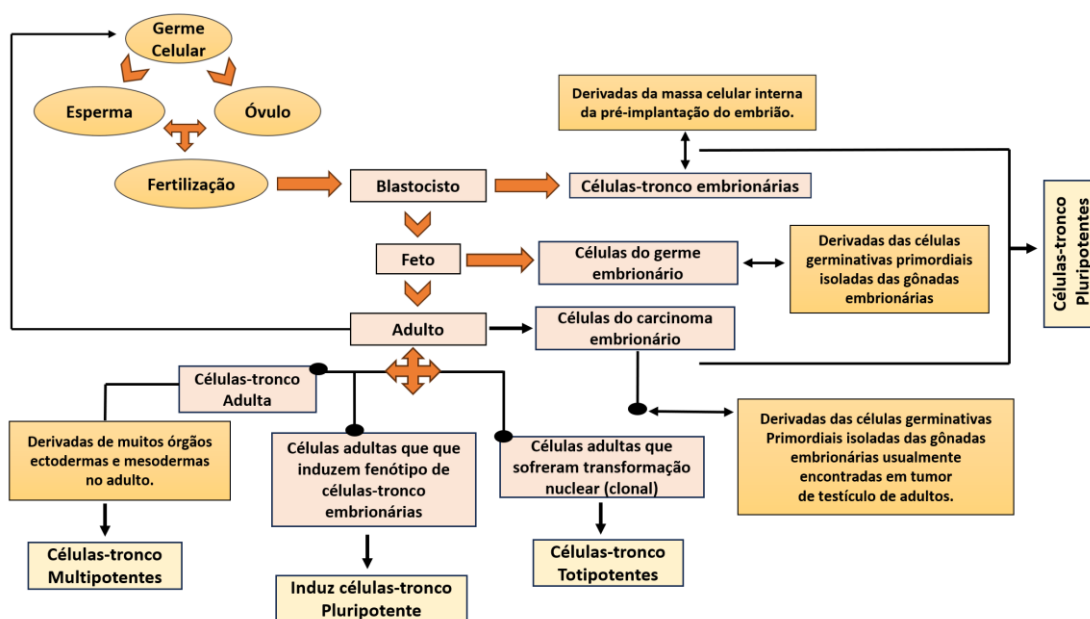 Germe
Celular
Esperma
Óvulo
Fertilização
Blastocisto
Células-tronco embrionárias
Derivadas da massa celular interna
da pré-implantação do embrião.
Feto
Células do germe
embrionário
Derivadas das células
germinativas primordiais
isoladas das gônadas
embrionárias
Células-tronco
Pluripotentes
Adulto
Células do carcinoma
embrionário
Células-tronco
Adulta
Derivadas de muitos órgãos
ectodermas e mesodermas
no adulto.
Células adultas que que
induzem fenótipo de
células-tronco
embrionárias
Células adultas que
sofreram transformação
nuclear (clonal)
Derivadas das células germinativas
Primordiais isoladas das gônadas
embrionárias usualmente
encontradas em tumor
de testículo de adultos.
Células-tronco
Multipotentes
Induz células-tronco
Pluripotente
Células-tronco
Totipotentes